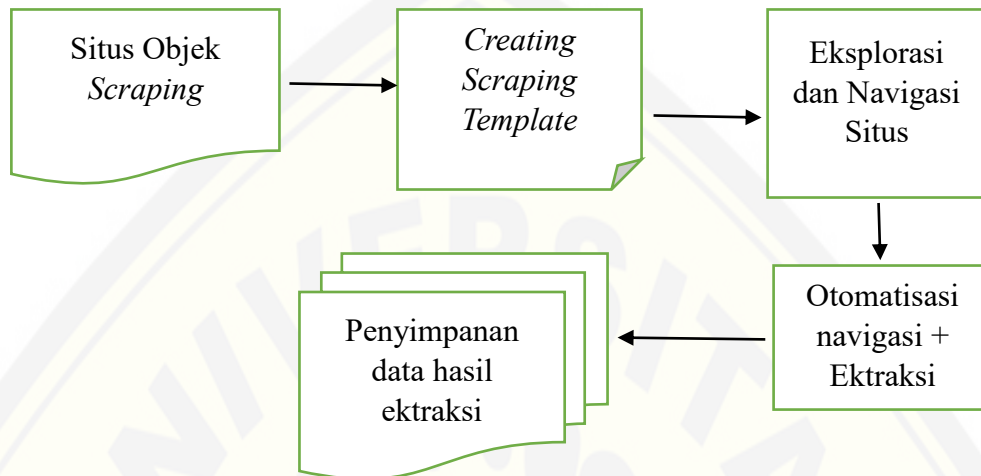 Situs Objek
Scraping
Creating
Scraping
Template
Eksplorasi
dan Navigasi
Situs
Otomatisasi
navigasi +
Ektraksi
Penyimpanan
data hasil
ektraksi